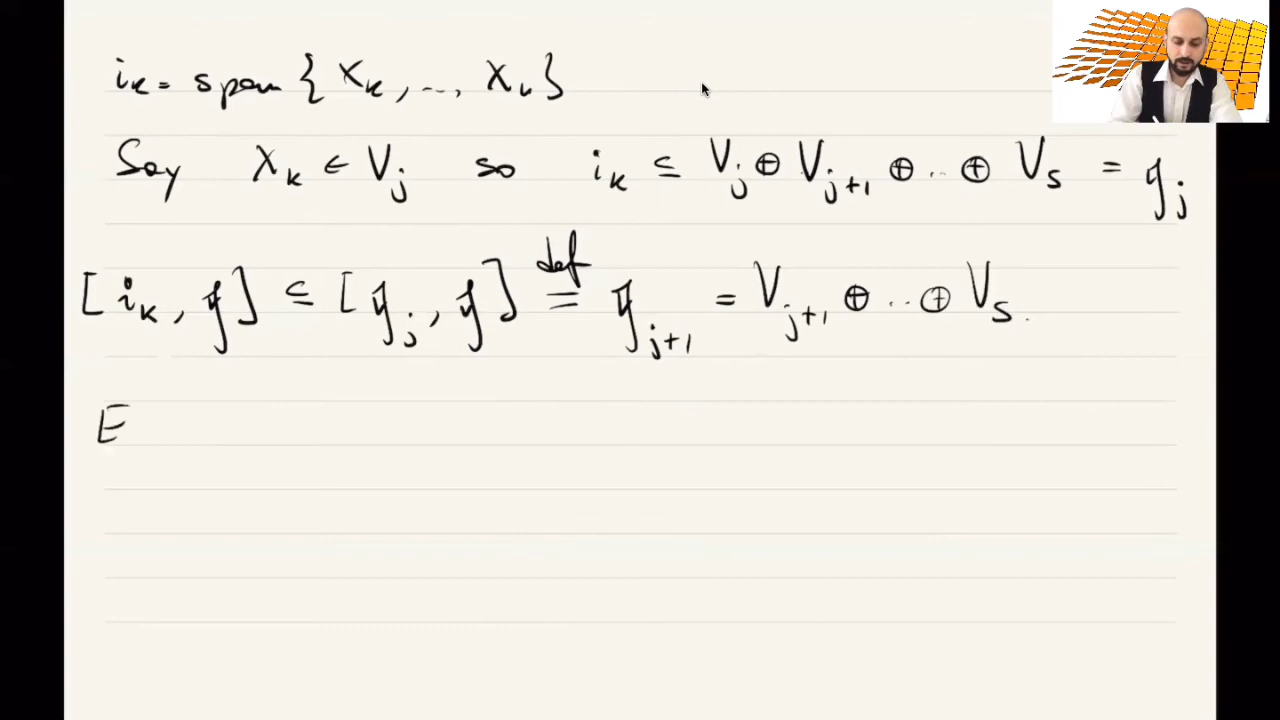 i_k = span { X_k , ... , X_n }
Say X_k ∈ V_j so i_k ⊆ V_j ⊕ V_{j+1} ⊕ ... ⊕ V_s = g_j
[ i_k , g ] ⊆ [ g_j , g ] def= g_{j+1} = V_{j+1} ⊕ ... ⊕ V_s .
E